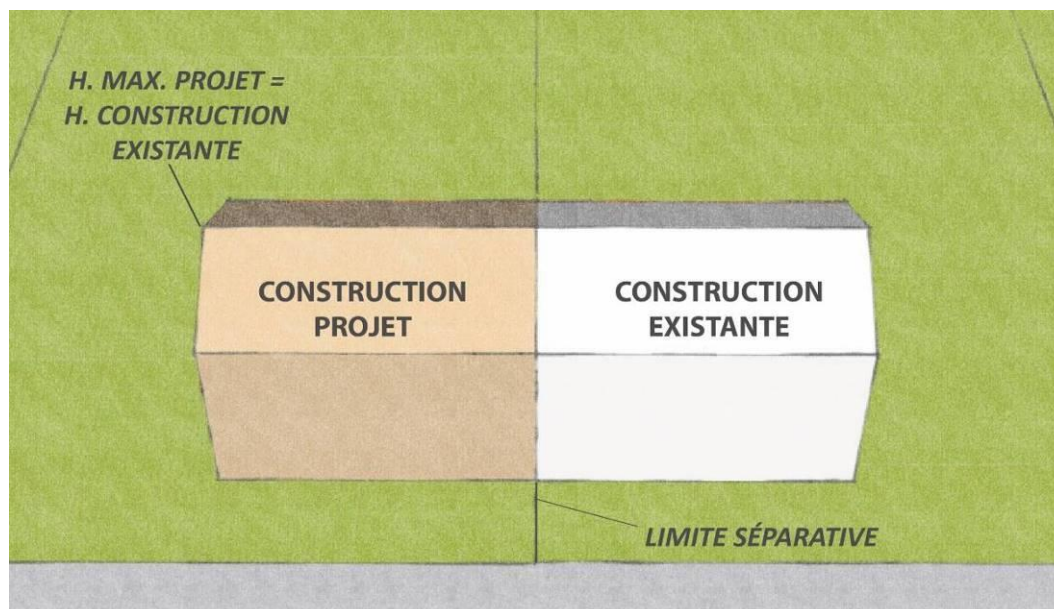 H. MAX. PROJET =
H. CONSTRUCTION
EXISTANTE
CONSTRUCTION
PROJET
CONSTRUCTION
EXISTANTE
LIMITE SÉPARATIVE